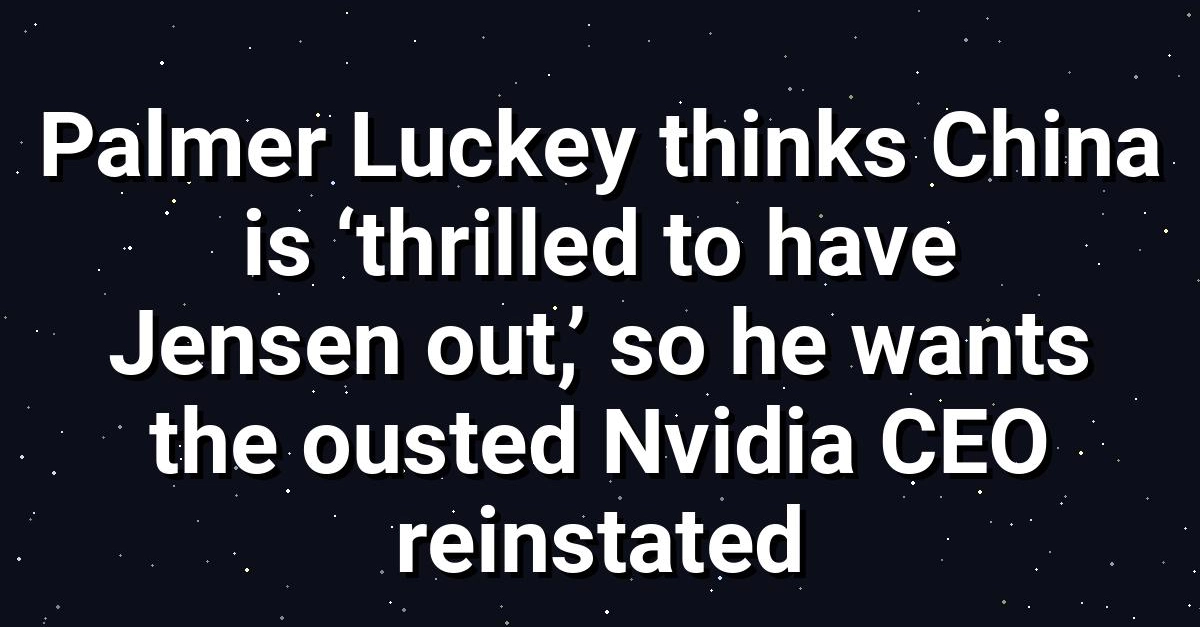 Palmer Luckey thinks China
is ‘thrilled to have
Jensen out,’ so he wants
the ousted Nvidia CEO
reinstated